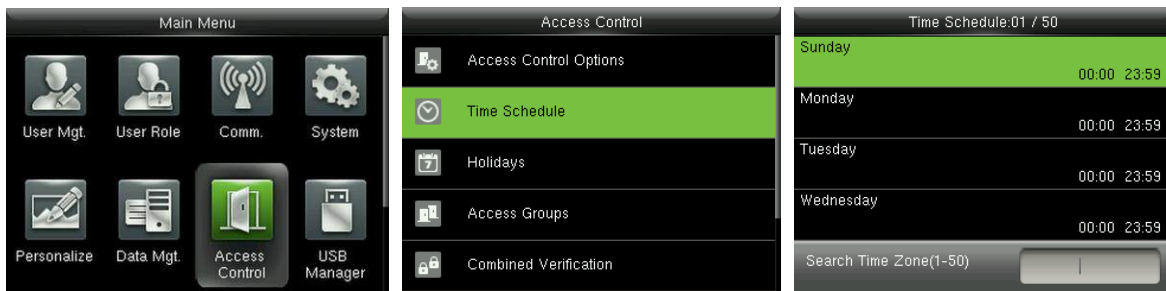 Main Menu
User Mgt.
User Role
Comm.
System
Personalize
Data Mgt.
Access
Control
USB
Manager
Access Control
Access Control Options
Time Schedule
7
Holidays
Access Groups
Combined Verification
Time Schedule:01 / 50
Sunday
00:00 23:59
Monday
00:00 23:59
Tuesday
00:00 23:59
Wednesday
00:00 23:59
Search Time Zone(1-50)